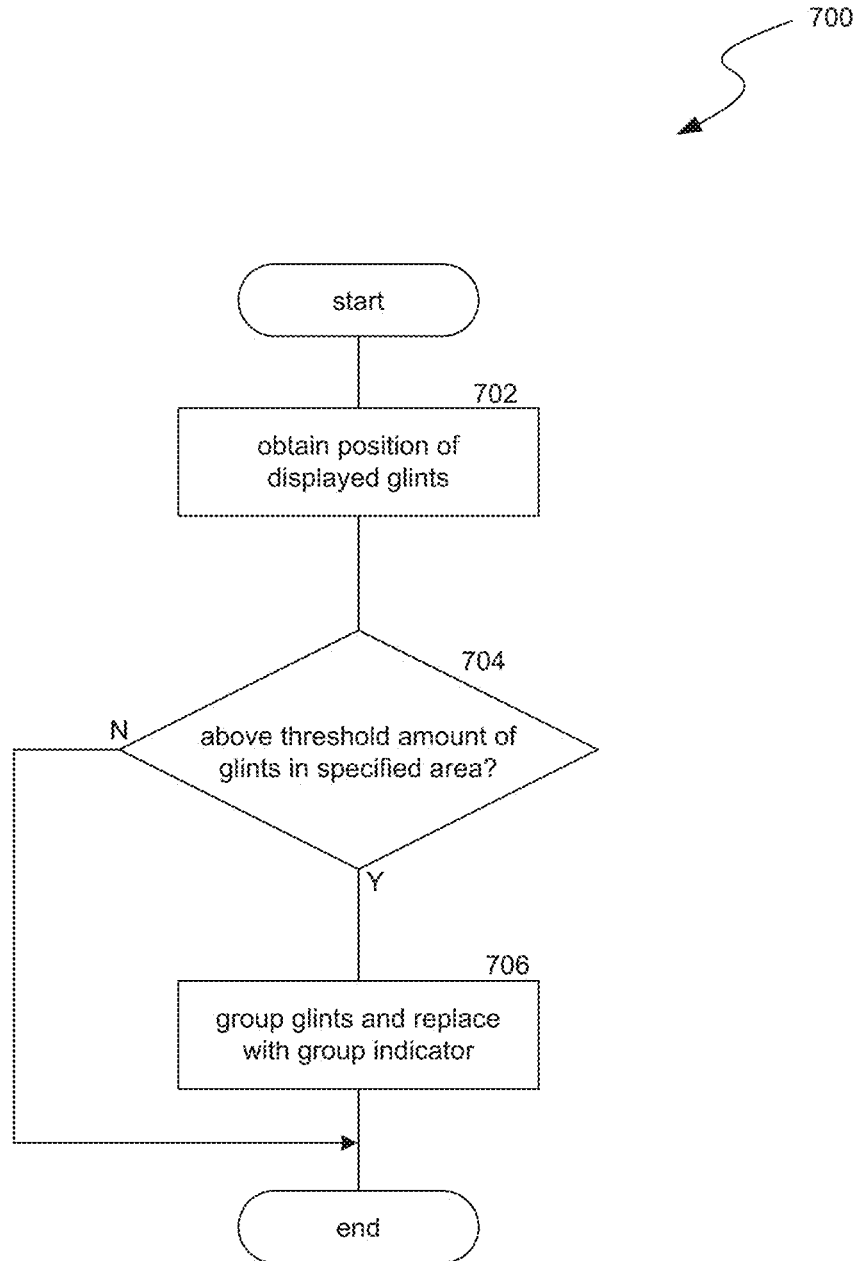 700
start
702
obtain position of
displayed glints
704
N
above threshold amount of
glints in specified area?
Y
706
group glints and replace
with group indicator
end